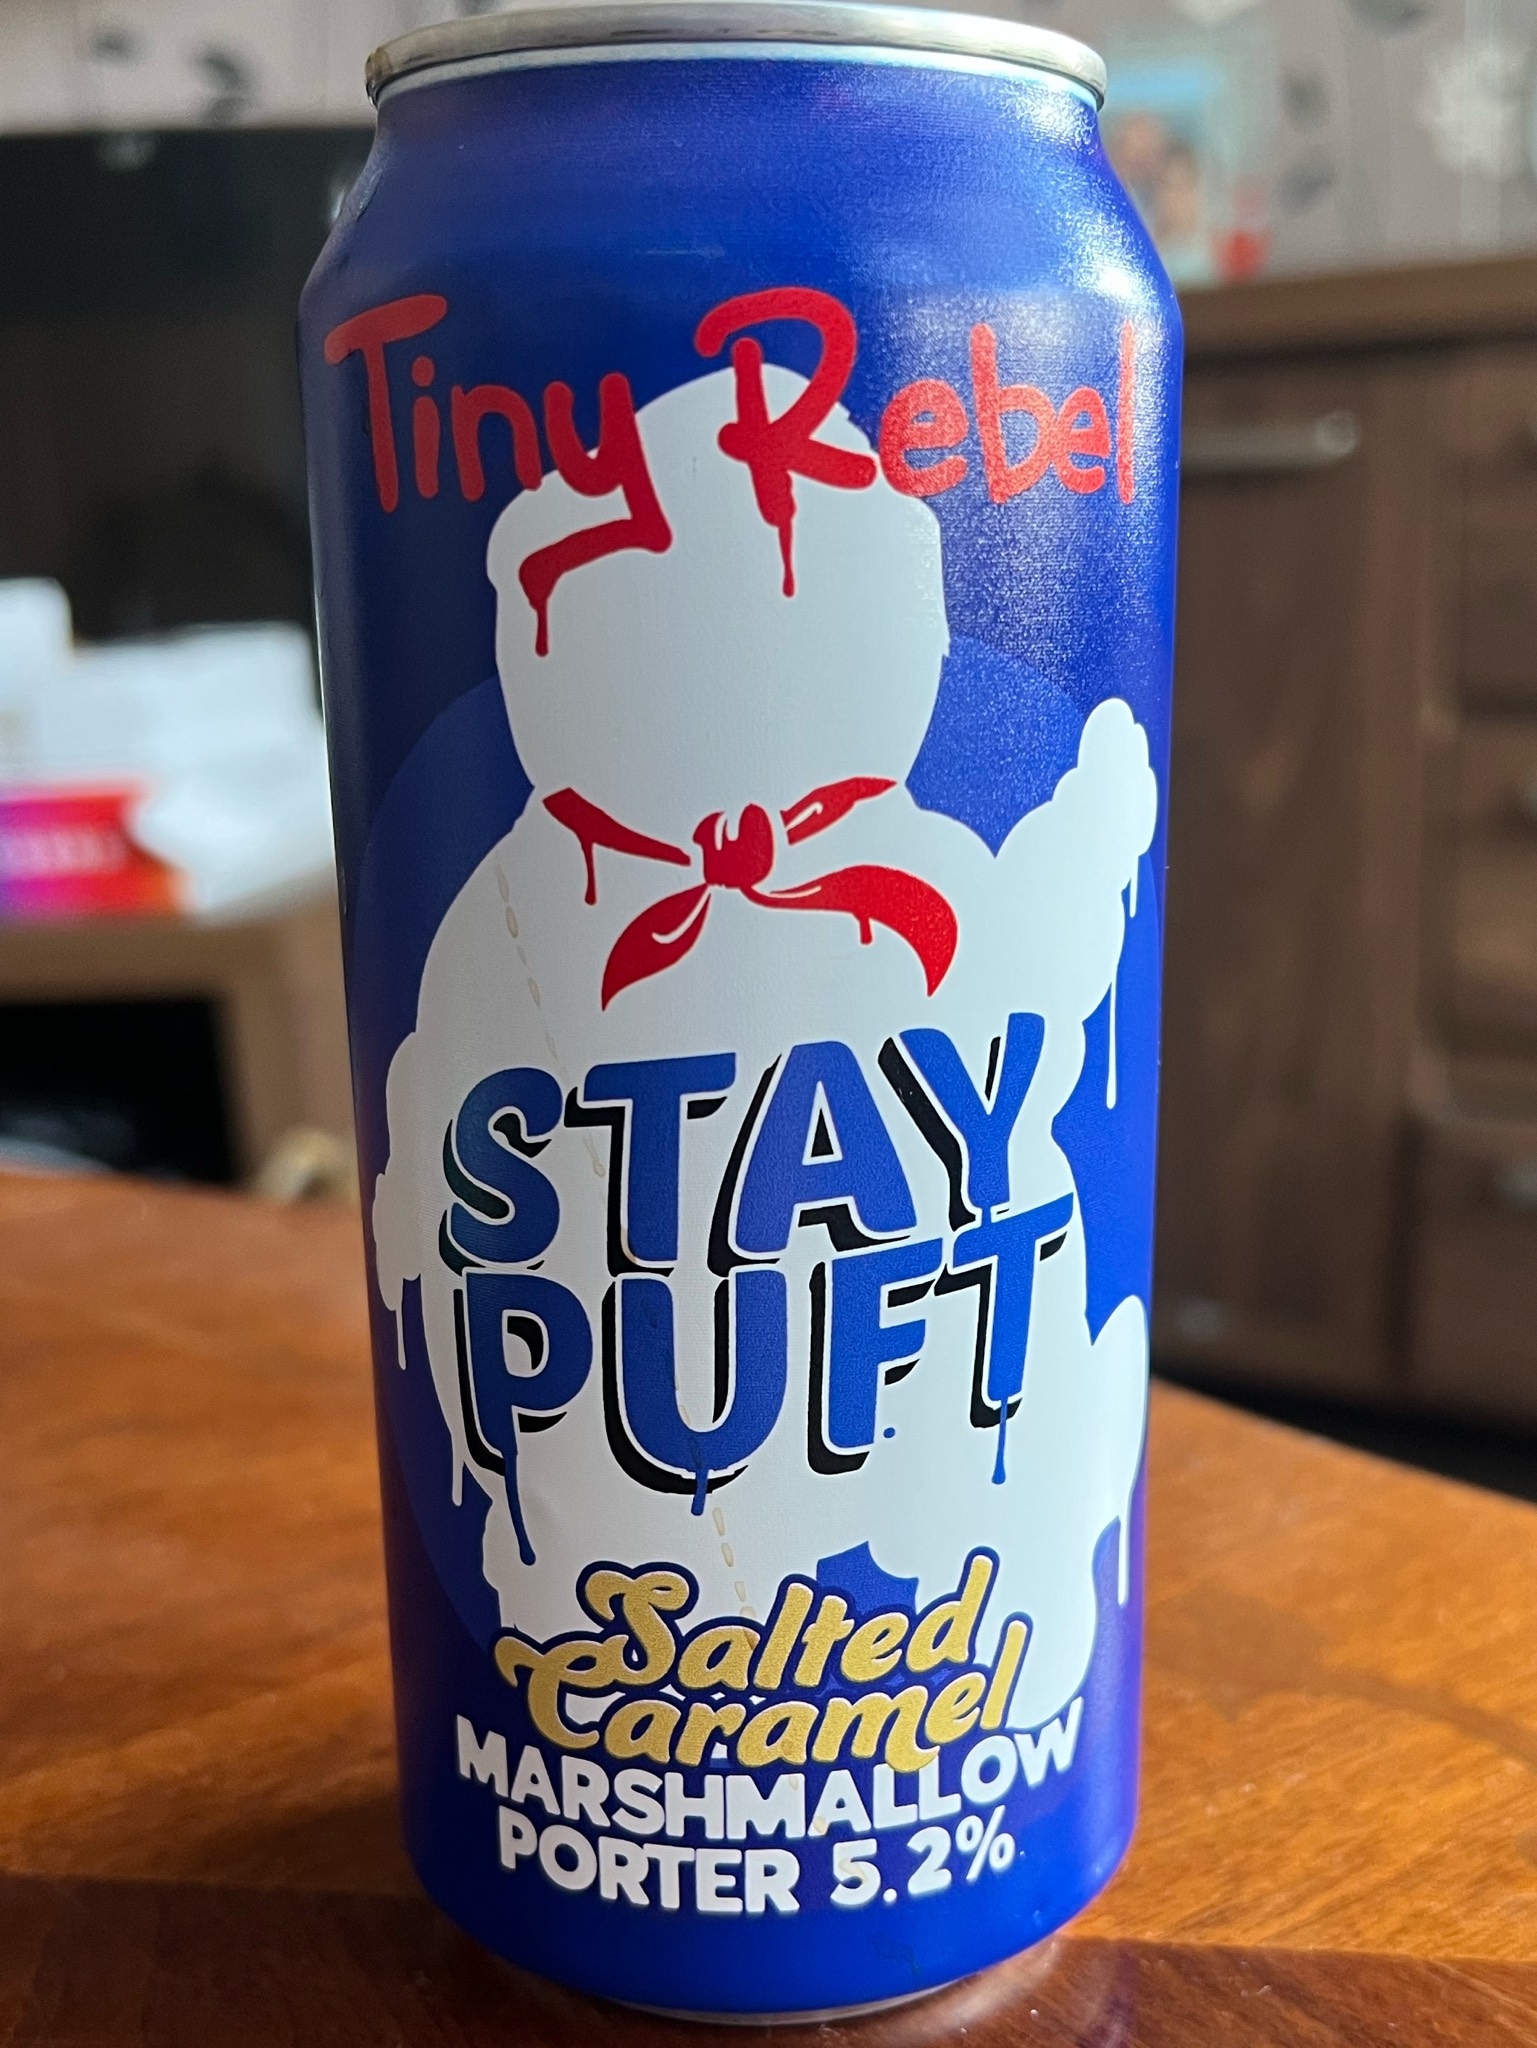 Tiny Rebel
STAY
PUFT
Salted
Caramel
MARSHMALLOW
PORTER 5.2%